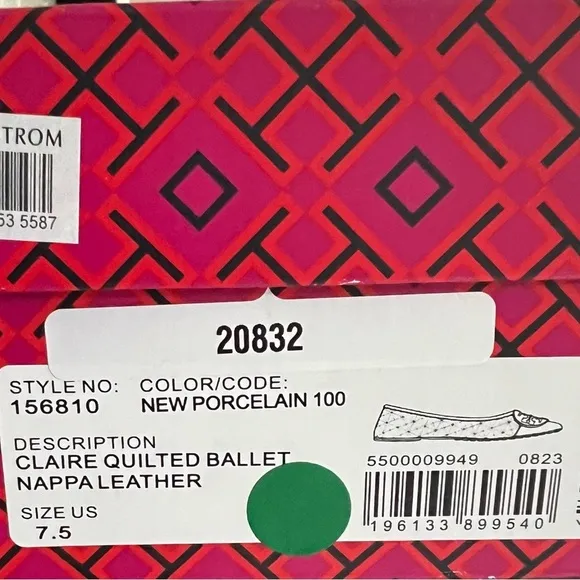 TROM
63 5587
20832
STYLE NO: COLOR/CODE:
156810 NEW PORCELAIN 100
DESCRIPTION
CLAIRE QUILTED BALLET
NAPPA LEATHER
SIZE US
7.5
5500009949 0823
196133 899540